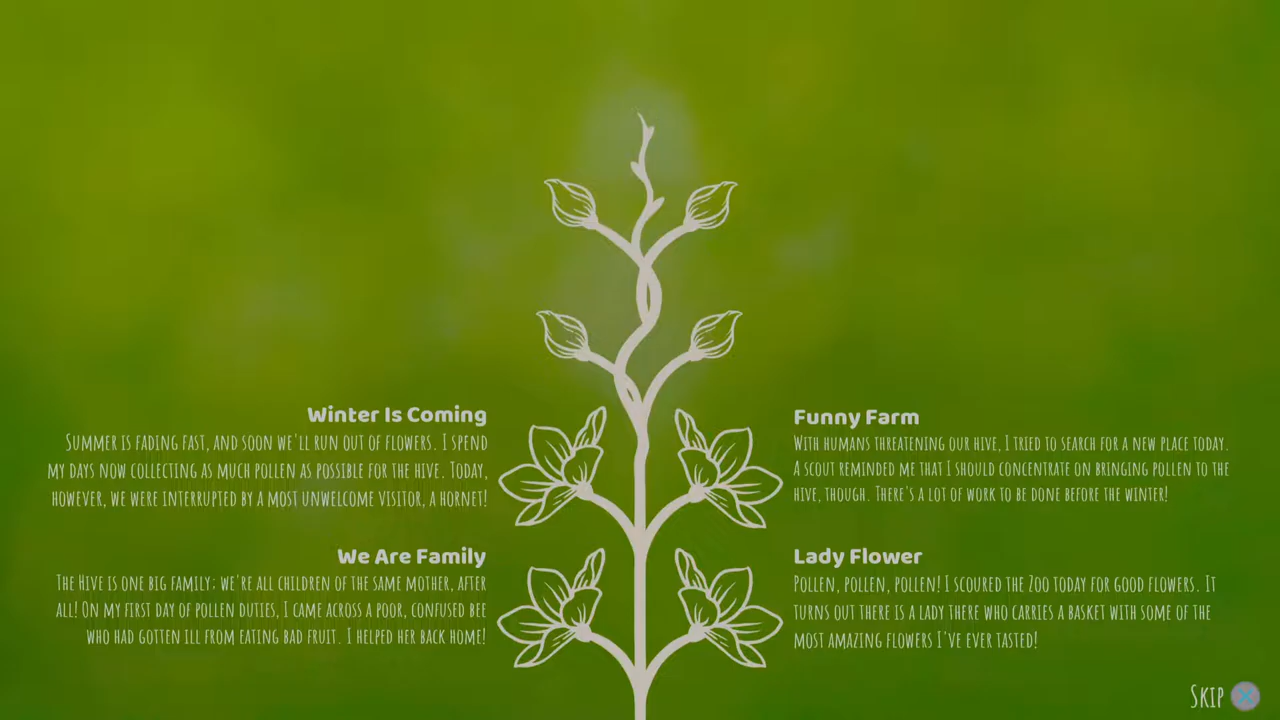 Winter Is Coming
Summer is fading fast, and soon we'll run out of flowers. I spend
my days now collecting as much pollen as possible for the hive. Today,
however, we were interrupted by a most unwelcome visitor, a hornet!
Funny Farm
With humans threatening our hive, I tried to search for a new place today.
A scout reminded me that I should concentrate on bringing pollen to the
hive, though. There's a lot of work to be done before the winter!
We Are Family
The Hive is one big family; we're all children of the same mother, after
all! On my first day of pollen duties, I came across a poor, confused bee
who had gotten ill from eating bad fruit. I helped her back home!
Lady Flower
Pollen, pollen, pollen! I scoured the Zoo today for good flowers. It
turns out there is a lady there who carries a basket with some of the
most amazing flowers I've ever tasted!
Skip